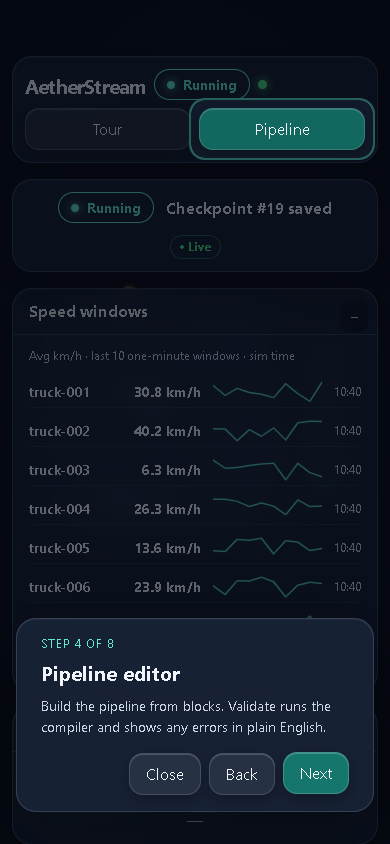 AetherStream
Running
Tour
Pipeline
Running
Checkpoint #19 saved
• Live
Speed windows
–
Avg km/h · last 10 one-minute windows · sim time
truck-001 30.8 km/h 10:40
truck-002 40.2 km/h 10:40
truck-003 6.3 km/h 10:40
truck-004 26.3 km/h 10:40
truck-005 13.6 km/h 10:40
truck-006 23.9 km/h 10:40
STEP 4 OF 8
Pipeline editor
Build the pipeline from blocks. Validate runs the
compiler and shows any errors in plain English.
Close
Back
Next
—